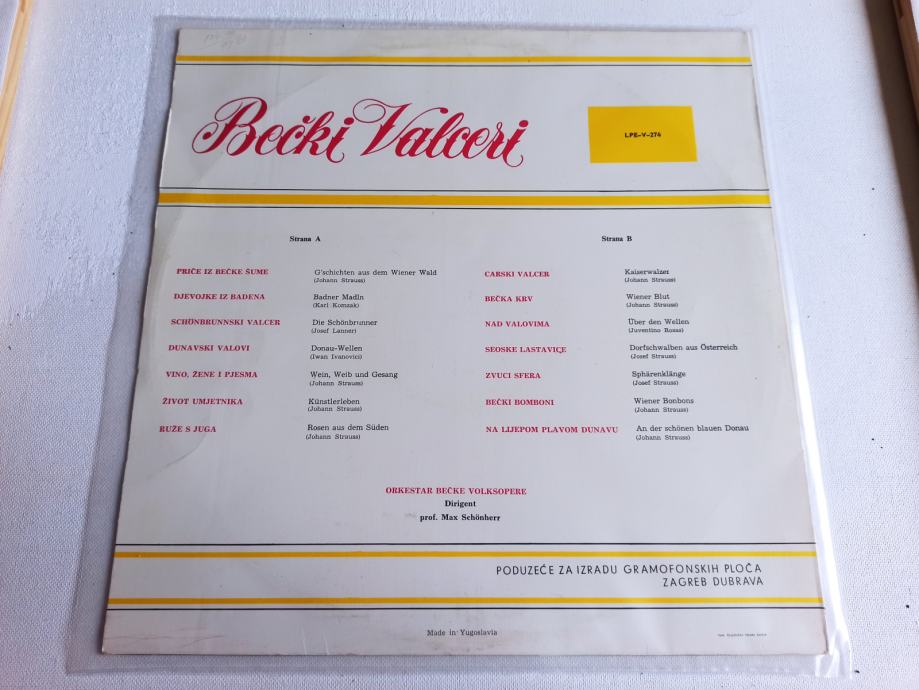 Bečki Valceri
LPE-V-274
Strana A
PRIČE IZ BEČKE ŠUME G'schichten aus dem Wiener Wald
(Johann Strauss)
DJEVOJKE IZ BADENA Badner Madln
(Karl Komzak)
SCHÖNBRUNNSKI VALCER Die Schönbrunner
(Josef Lanner)
DUNAVSKI VALOVI Donau-Wellen
(Iwan Ivanovici)
VINO, ŽENE I PJESMA Wein, Weib und Gesang
(Johann Strauss)
ŽIVOT UMJETNIKA Künstlerleben
(Johann Strauss)
RUŽE S JUGA Rosen aus dem Süden
(Johann Strauss)
Strana B
CARSKI VALCER Kaiserwalzer
(Johann Strauss)
BEČKA KRV Wiener Blut
(Johann Strauss)
NAD VALOVIMA Über den Wellen
(Juventino Rosas)
SEOSKE LASTAVICE Dorfschwalben aus Österreich
(Josef Strauss)
ZVUCI SFERA Sphärenklänge
(Josef Strauss)
BEČKI BOMBONI Wiener Bonbons
(Johann Strauss)
NA LIJEPOM PLAVOM DUNAVU An der schönen blauen Donau
(Johann Strauss)
ORKESTAR BEČKE VOLKSOPERE
Dirigent
prof. Max Schönherr
PODUZEĆE ZA IZRADU GRAMOFONSKIH PLOČA
ZAGREB DUBRAVA
Made in Yugoslavia